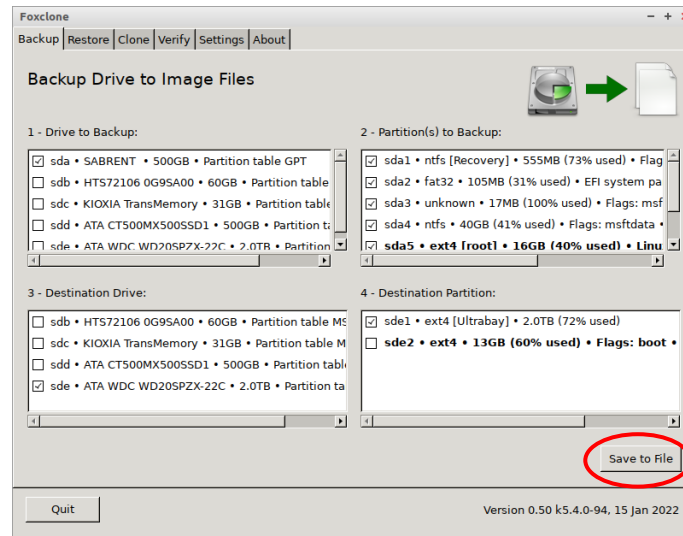 Foxclone
Backup Restore Clone Verify Settings About
Backup Drive to Image Files
1 - Drive to Backup:
sda • SABRENT • 500GB • Partition table GPT
sdb • HTS72106 0G9SA00 • 60GB • Partition table
sdc • KIOXIA TransMemory • 31GB • Partition table
sdd • ATA CT500MX500SSD1 • 500GB • Partition ta
sde • ATA WDC WD20SPZX-22C • 2.0TB • Partition
2 - Partition(s) to Backup:
sda1 • ntfs [Recovery] • 555MB (73% used) • Flag
sda2 • fat32 • 105MB (31% used) • EFI system pa
sda3 • unknown • 17MB (100% used) • Flags: msf
sda4 • ntfs • 40GB (41% used) • Flags: msftdata •
sda5 • ext4 [root] • 16GB (40% used) • Linu
3 - Destination Drive:
sdb • HTS72106 0G9SA00 • 60GB • Partition table MS
sdc • KIOXIA TransMemory • 31GB • Partition table M
sdd • ATA CT500MX500SSD1 • 500GB • Partition tabl
sde • ATA WDC WD20SPZX-22C • 2.0TB • Partition ta
4 - Destination Partition:
sde1 • ext4 [Ultrabay] • 2.0TB (72% used)
sde2 • ext4 • 13GB (60% used) • Flags: boot •
Save to File
Quit
Version 0.50 k5.4.0-94, 15 Jan 2022